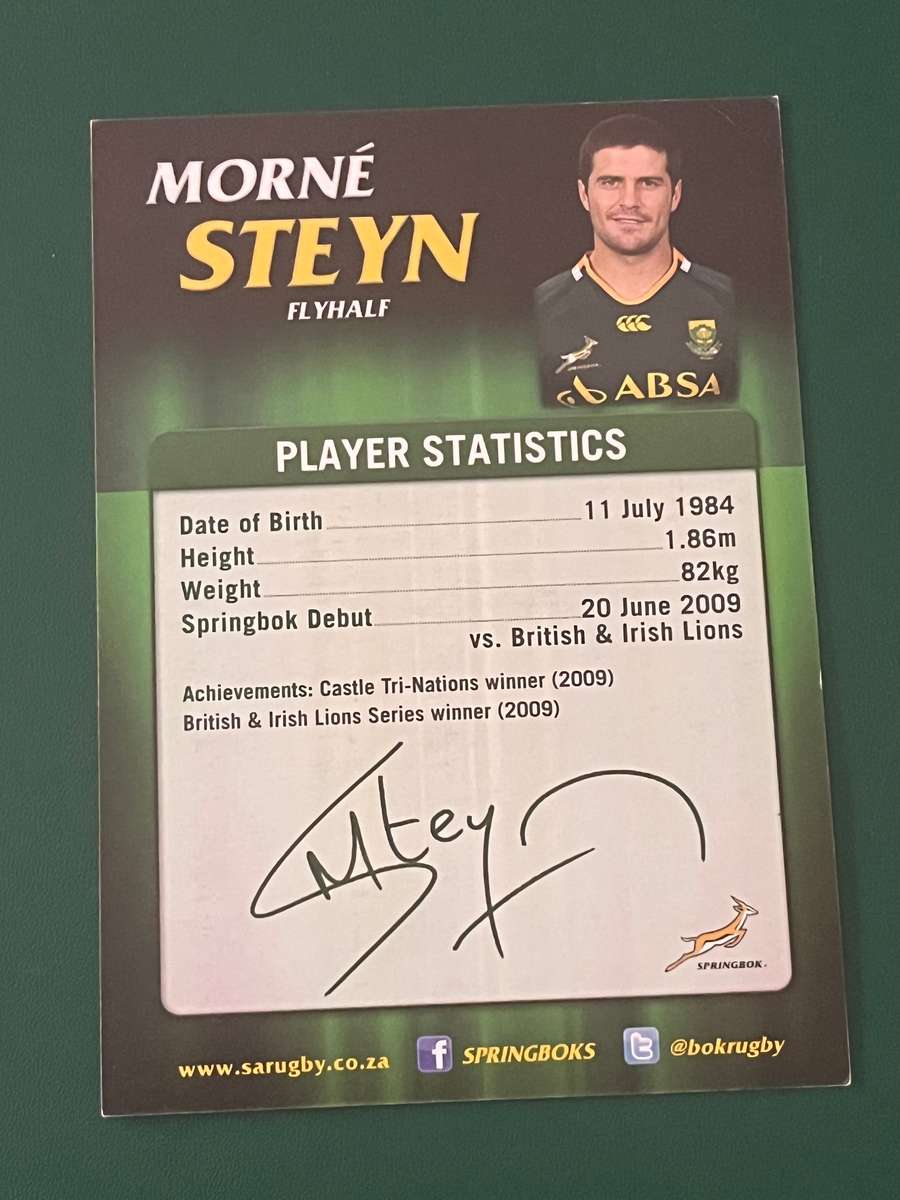 MORNÉ
STEYN
FLYHALF
SPRINGBOK
ABSA
PLAYER STATISTICS
Date of Birth 11 July 1984
Height 1.86m
Weight 82kg
Springbok Debut 20 June 2009
vs. British & Irish Lions
Achievements: Castle Tri-Nations winner (2009)
British & Irish Lions Series winner (2009)
MSteyn
SPRINGBOK
www.sarugby.co.za f SPRINGBOKS t @bokrugby